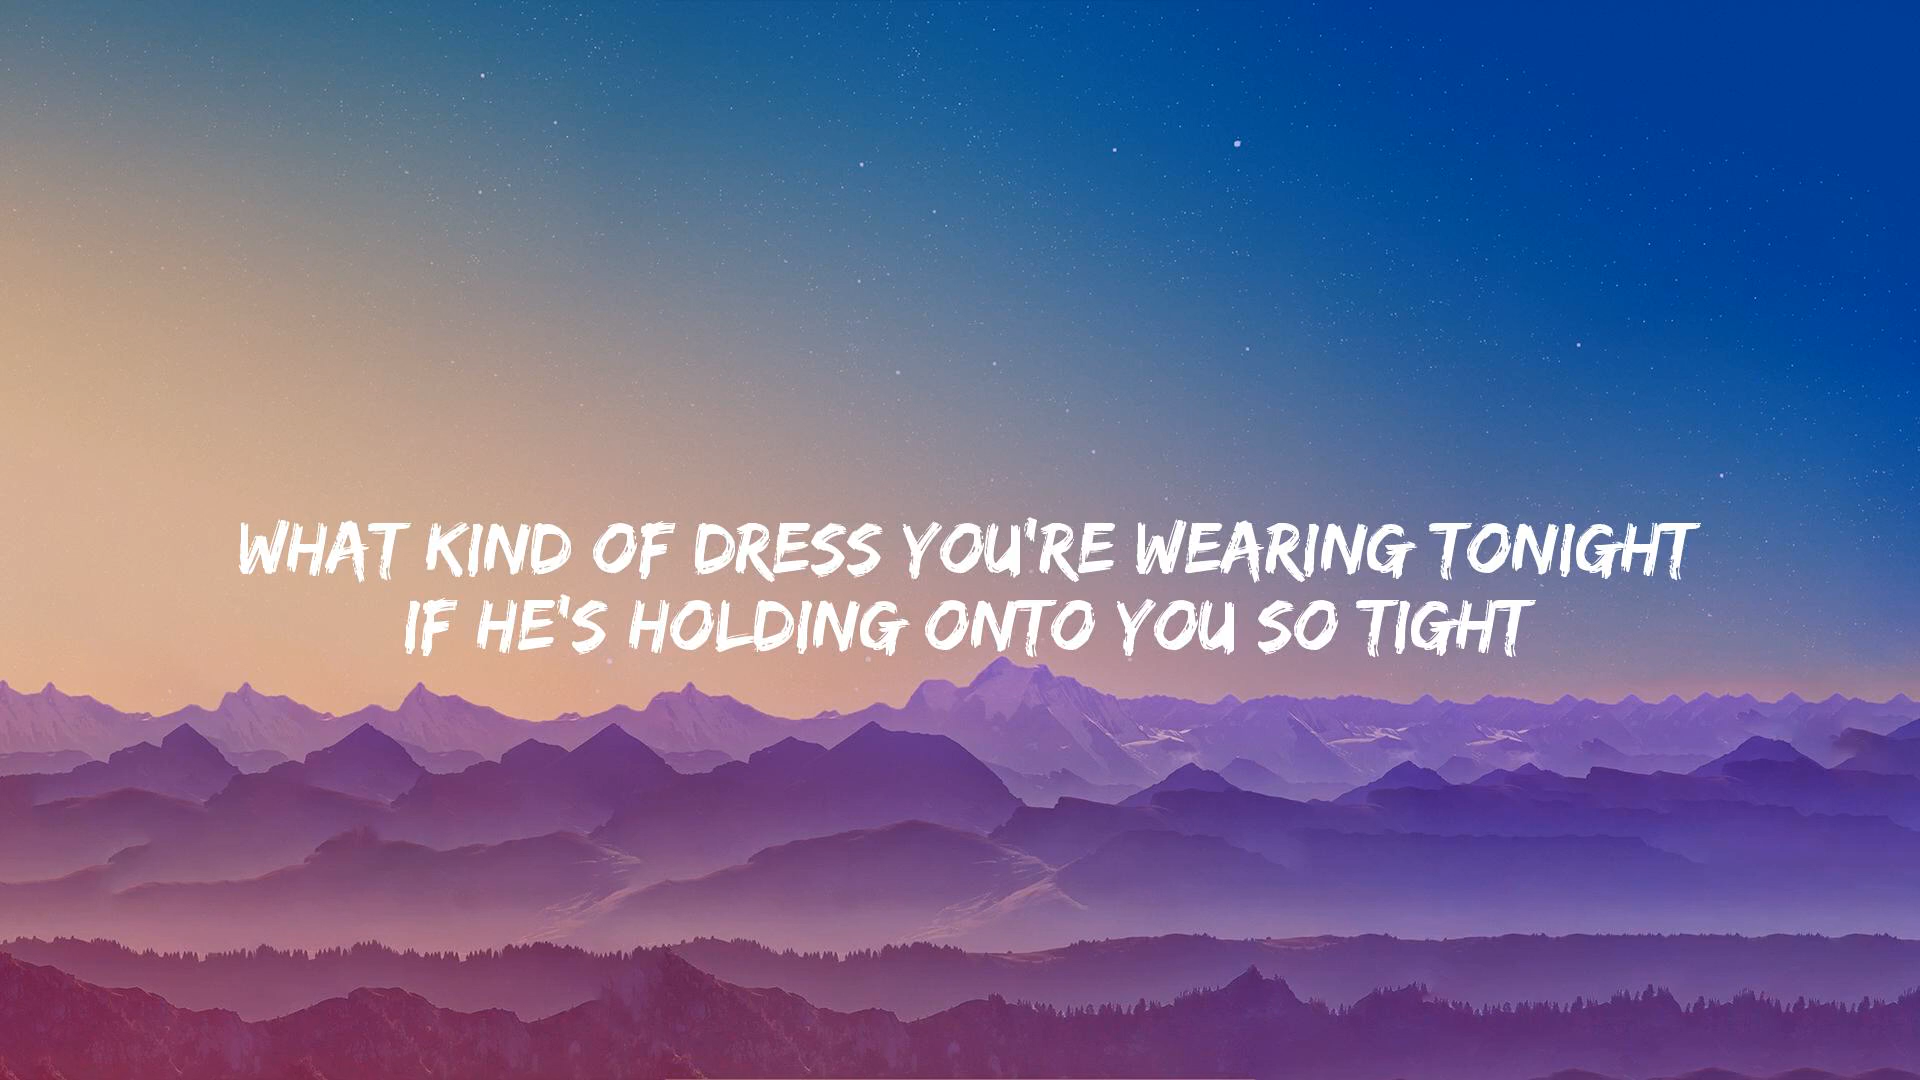 WHAT KIND OF DRESS YOU'RE WEARING TONIGHT
IF HE'S HOLDING ONTO YOU SO TIGHT